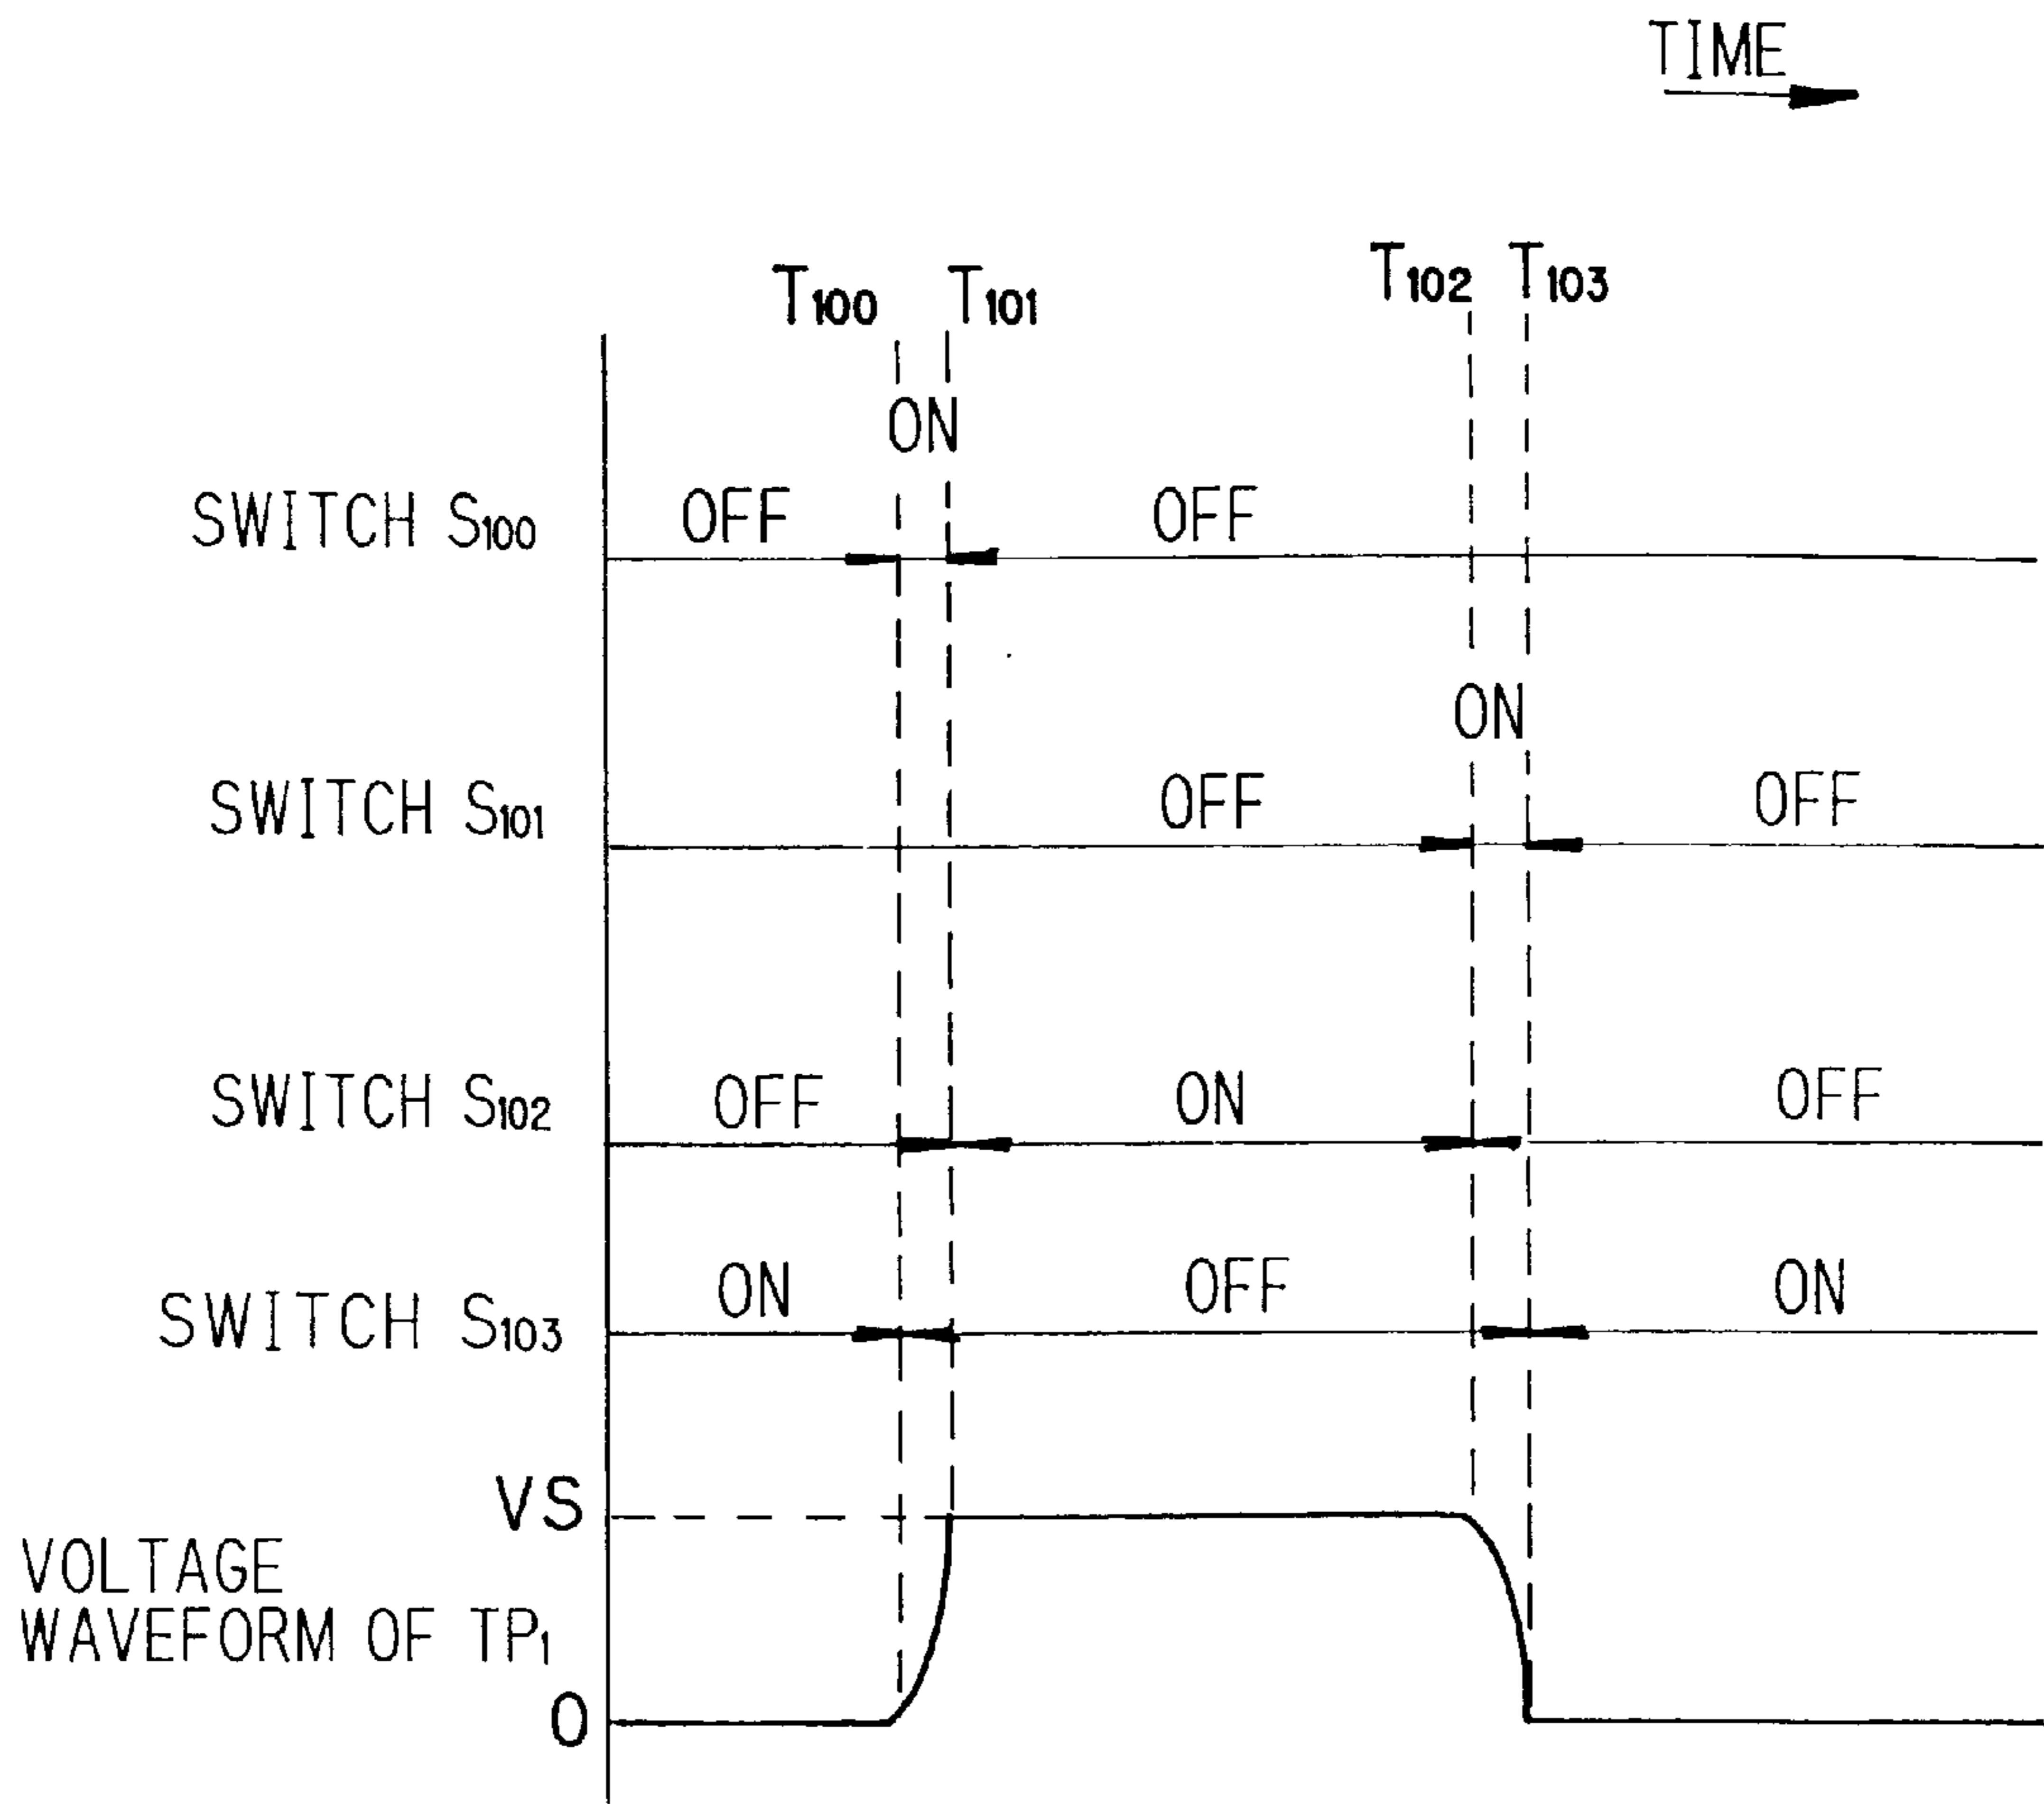 TIME
T100 T101 T102 T103
ON
SWITCH S100 OFF OFF
ON
SWITCH S101 OFF OFF
SWITCH S102 OFF ON OFF
SWITCH S103 ON OFF ON
VS
VOLTAGE
WAVEFORM OF TP1
0